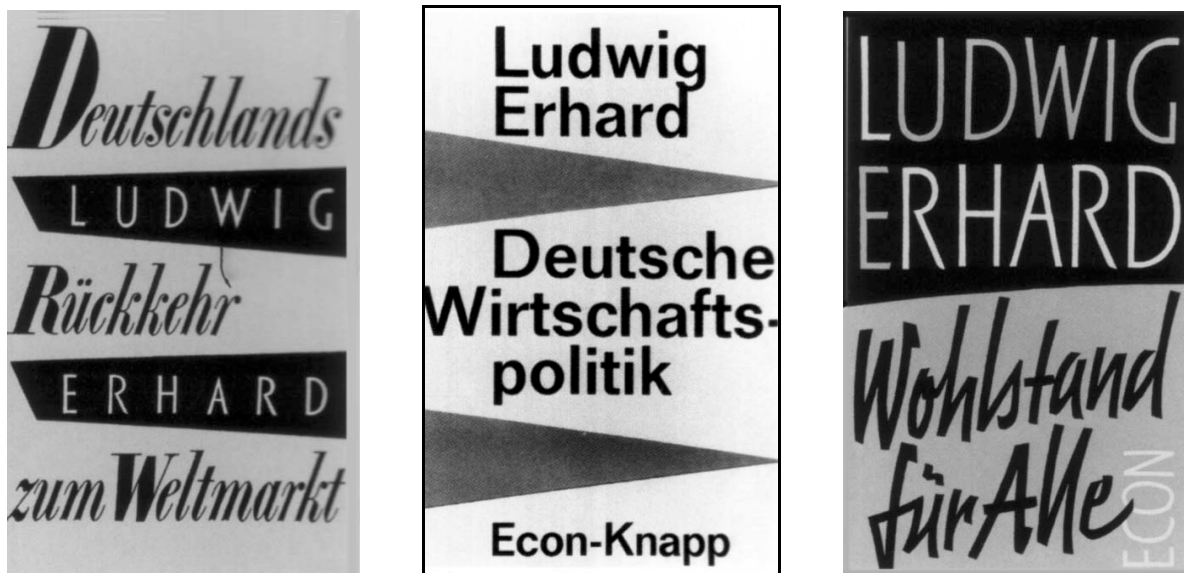 Deutschlands
LUDWIG
Rückkehr
ERHARD
zum Weltmarkt
Ludwig
Erhard
Deutsche
Wirtschafts-
politik
Econ-Knapp
LUDWIG
ERHARD
Wohlstand
für Alle
ECON